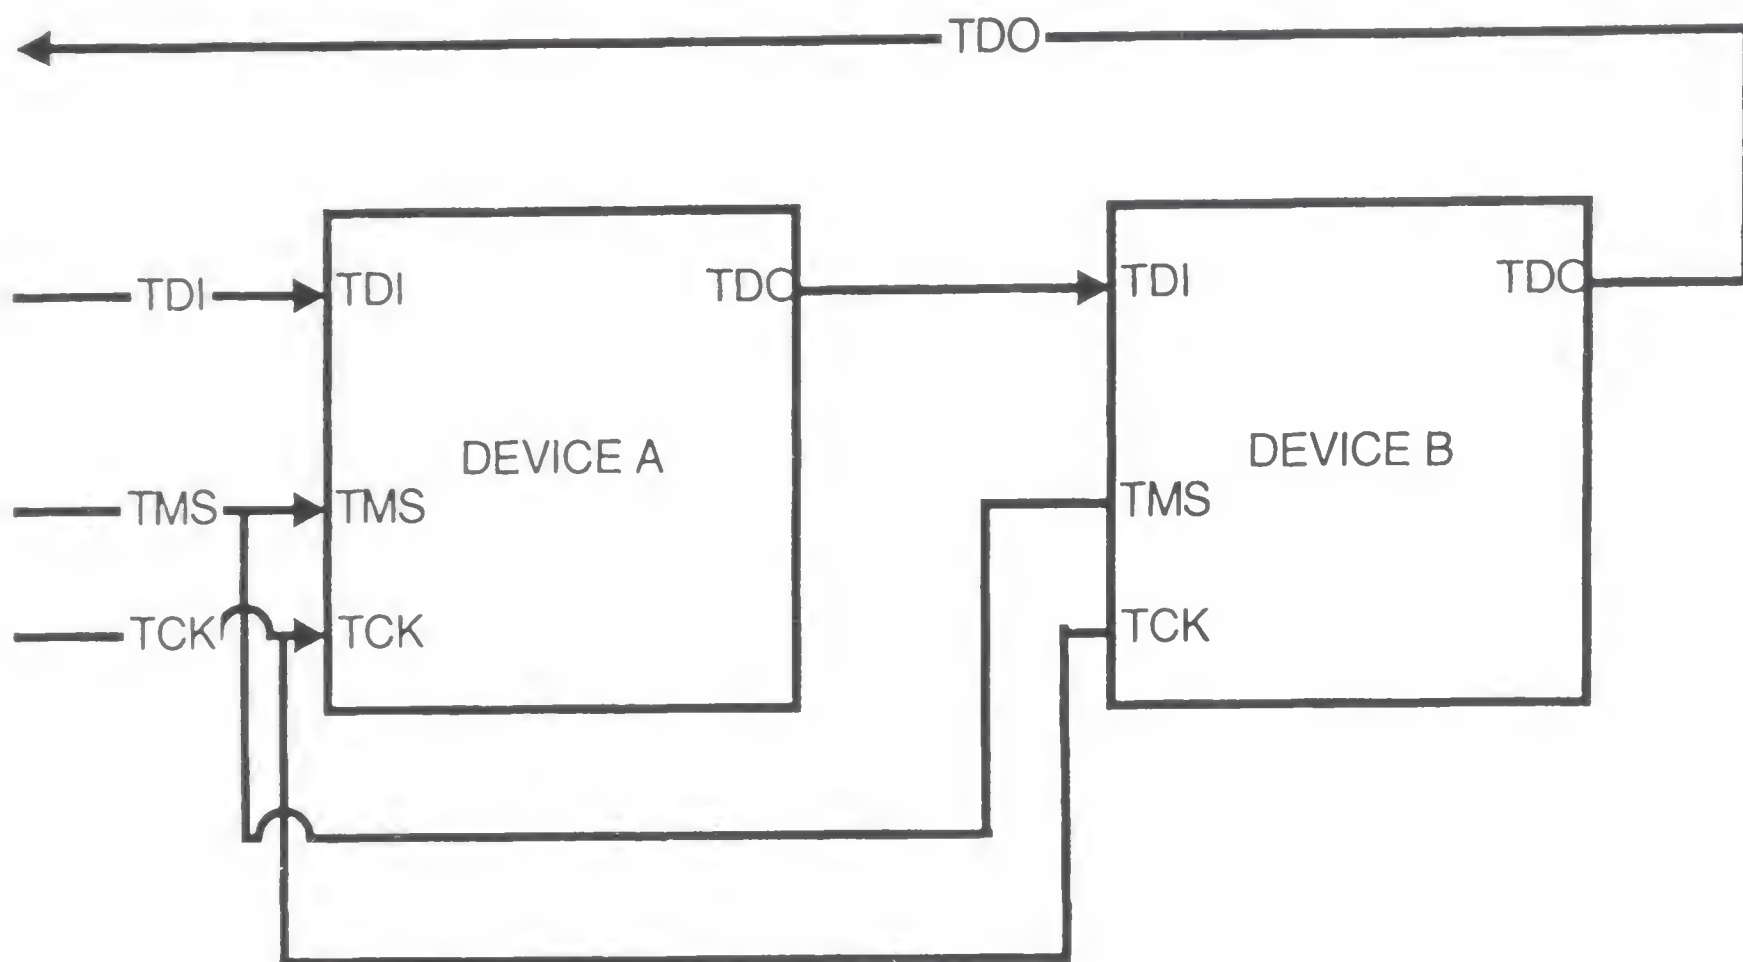 TDO
TDI TDI TDO TDI TDO
DEVICE A DEVICE B
TMS TMS TMS
TCK TCK TCK